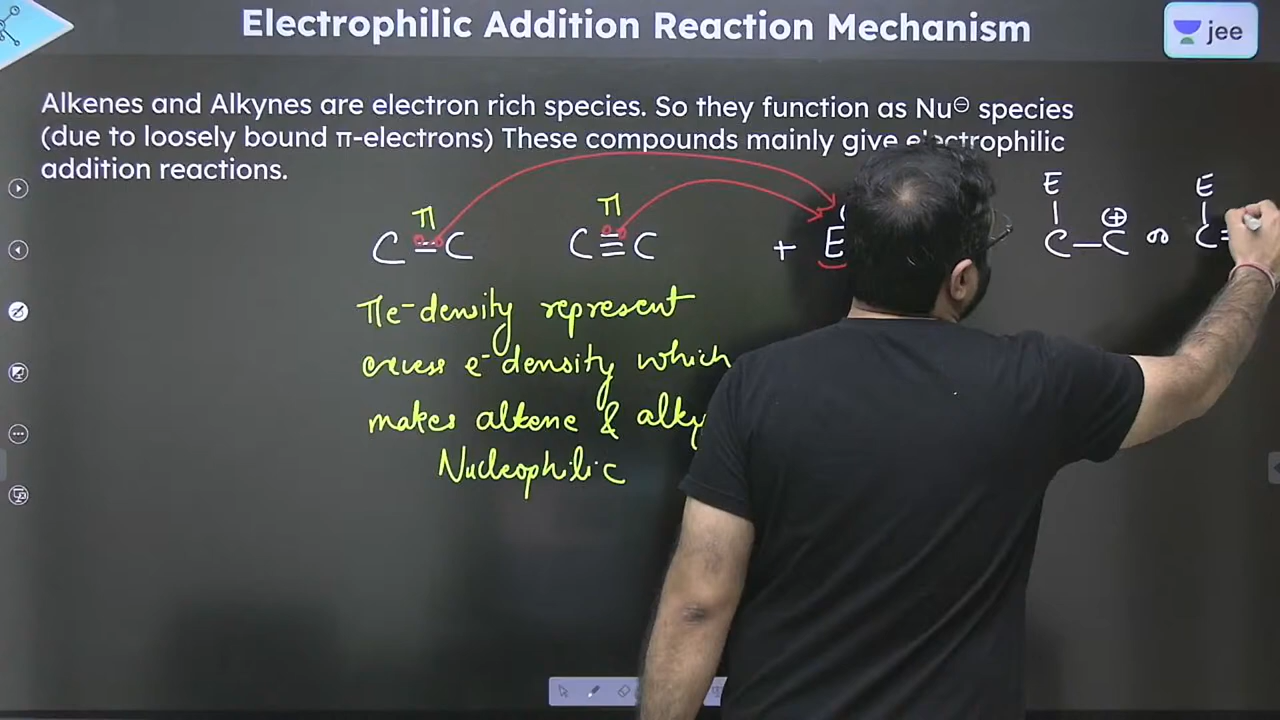 Electrophilic Addition Reaction Mechanism
jee
Alkenes and Alkynes are electron rich species. So they function as Nu⊖ species
(due to loosely bound π-electrons) These compounds mainly give electrophilic
addition reactions.
π π E E
C=C C≡C + E C–C⊕ or C=
πe⁻density represent
excess e⁻density which
makes alkene &
Nucleophilic